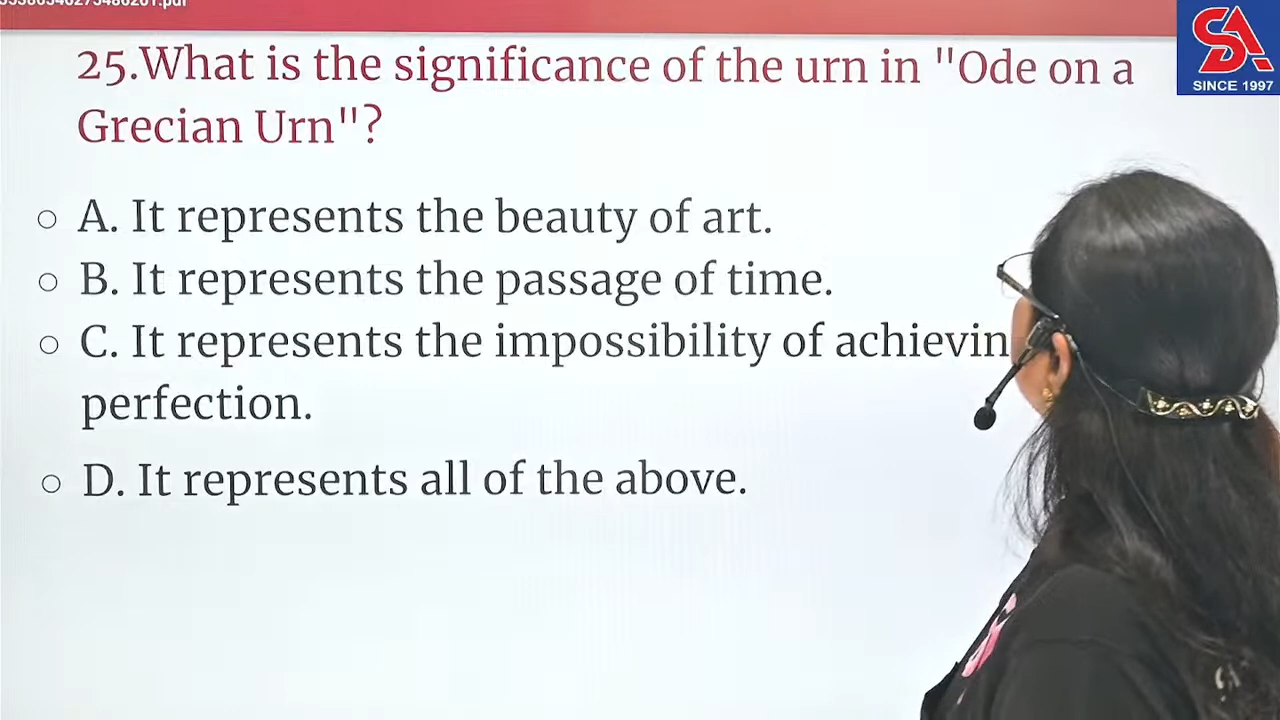 25.What is the significance of the urn in "Ode on a
Grecian Urn"?
A. It represents the beauty of art.
B. It represents the passage of time.
C. It represents the impossibility of achievin
perfection.
D. It represents all of the above.
SA
SINCE 1997